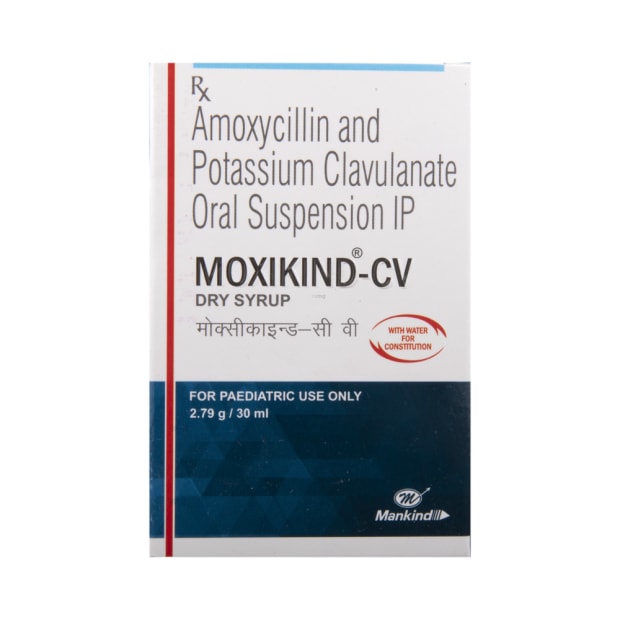 Rx
Amoxycillin and
Potassium Clavulanate
Oral Suspension IP
MOXIKIND®-CV
DRY SYRUP
मोक्सीकाइन्ड–सी वी
WITH WATER
FOR
CONSTITUTION
FOR PAEDIATRIC USE ONLY
2.79 g / 30 ml
m
Mankind